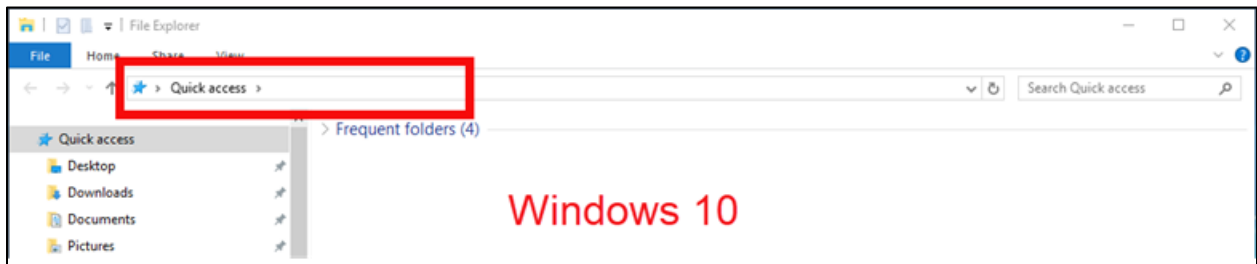 File Explorer
File Home Share View
Quick access Search Quick access
Frequent folders (4)
Quick access
Desktop
Downloads
Documents
Pictures
Windows 10